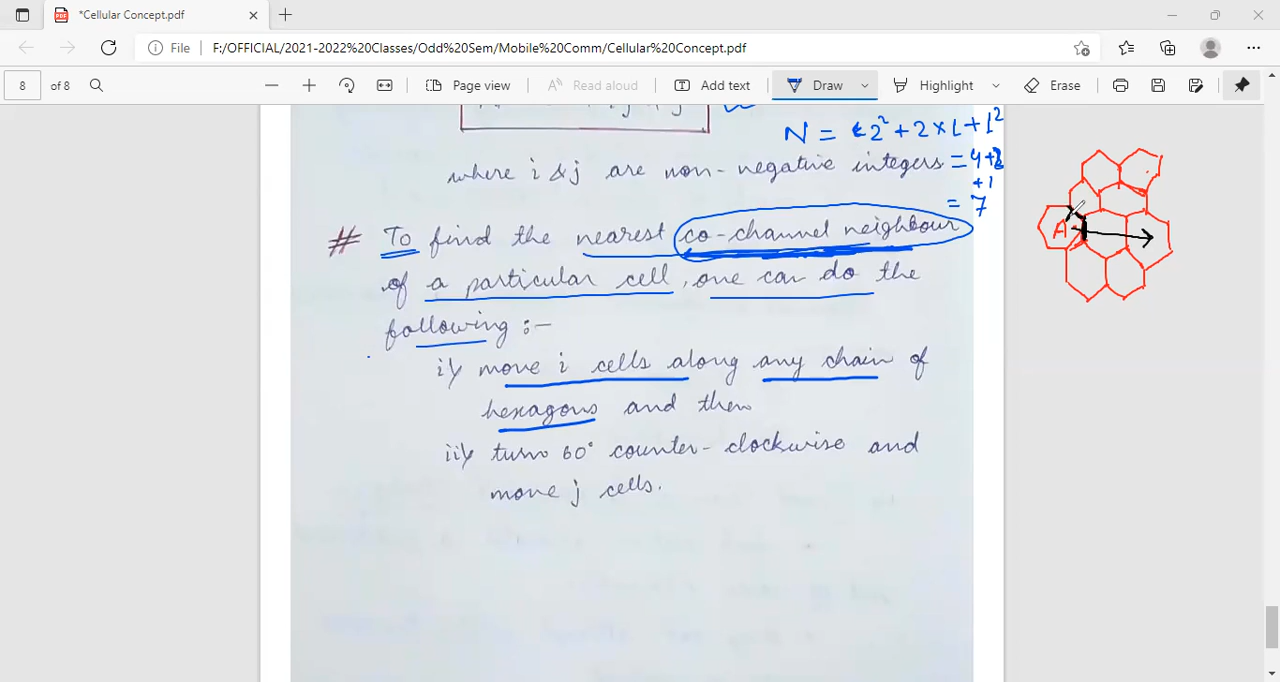 *Cellular Concept.pdf
File F:/OFFICIAL/2021-2022%20Classes/Odd%20Sem/Mobile%20Comm/Cellular%20Concept.pdf
8 of 8 Page view Read aloud Add text Draw Highlight Erase
N = 2² + 2 × 1 + 1²
where i & j are non-negative integers
= 4+2
+1
= 7
# To find the nearest co-channel neighbour
of a particular cell, one can do the
following :-
i) move i cells along any chain of
hexagons and then
ii) turn 60° counter-clockwise and
move j cells.
A